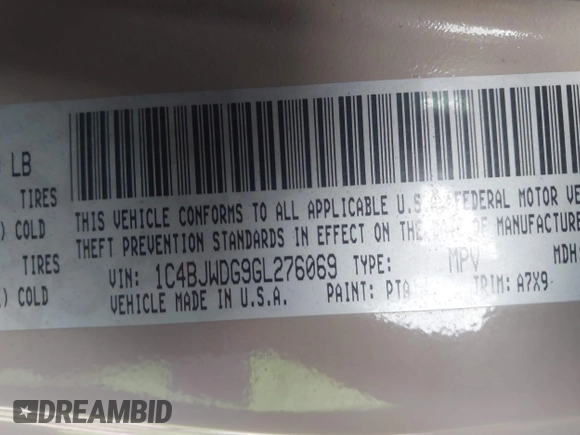 LB
TIRES
COLD
TIRES
) COLD
THIS VEHICLE CONFORMS TO ALL APPLICABLE U.S.A. FEDERAL MOTOR VE
THEFT PREVENTION STANDARDS IN EFFECT ON THE DATE OF MANUFACTURE
VIN: 1C4BJWDG9GL276069 TYPE: MPV MDH
VEHICLE MADE IN U.S.A. PAINT: PTA TRIM: A7X9
DREAMBID